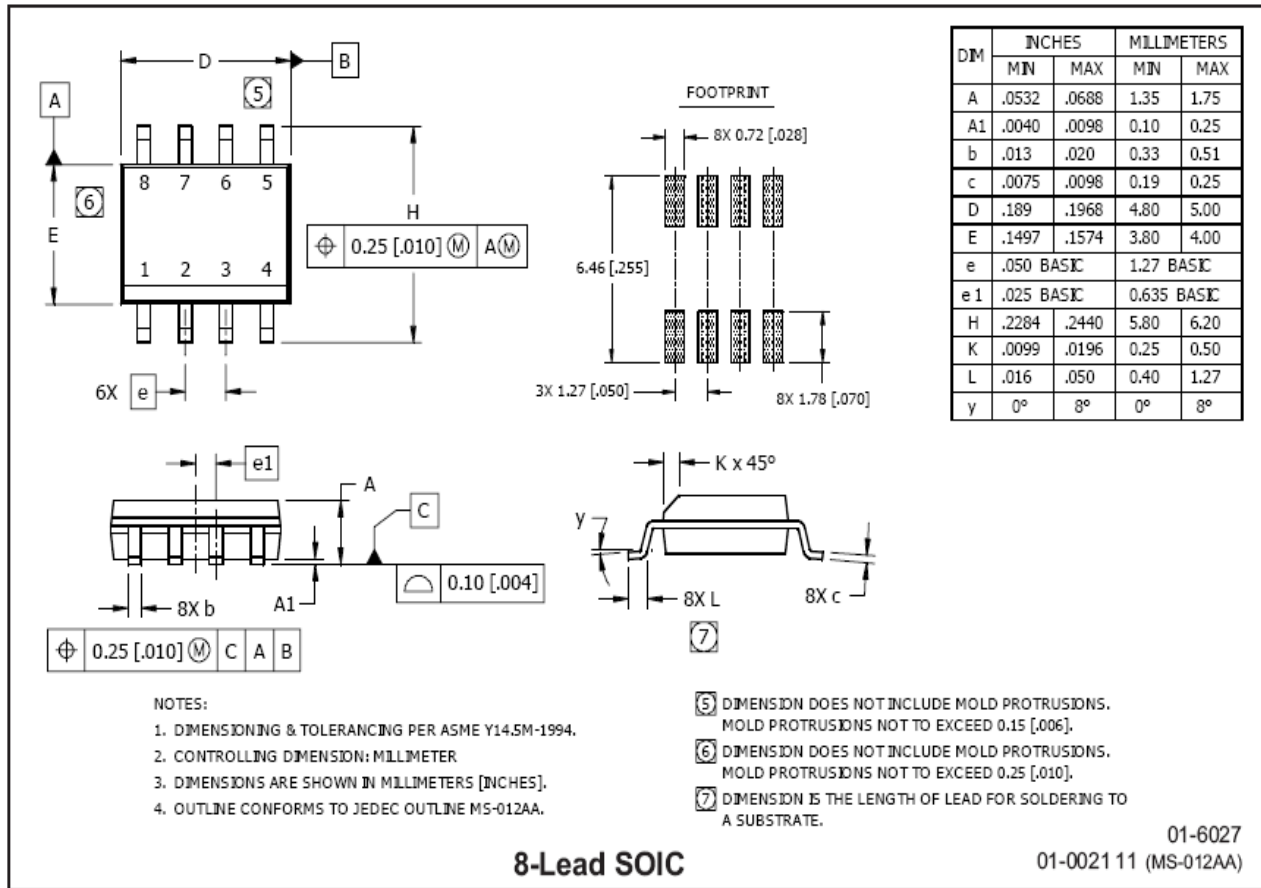 D
B
5
A
8 7 6 5
6
E
H
⌖ 0.25 [.010] Ⓜ A Ⓜ
1 2 3 4
6X e
FOOTPRINT
8X 0.72 [.028]
6.46 [.255]
3X 1.27 [.050]
8X 1.78 [.070]
DIM INCHES MILLIMETERS
MIN MAX MIN MAX
A .0532 .0688 1.35 1.75
A1 .0040 .0098 0.10 0.25
b .013 .020 0.33 0.51
c .0075 .0098 0.19 0.25
D .189 .1968 4.80 5.00
E .1497 .1574 3.80 4.00
e .050 BASIC 1.27 BASIC
e 1 .025 BASIC 0.635 BASIC
H .2284 .2440 5.80 6.20
K .0099 .0196 0.25 0.50
L .016 .050 0.40 1.27
y 0° 8° 0° 8°
e1
A
C
0.10 [.004]
A1
8X b
⌖ 0.25 [.010] Ⓜ C A B
K x 45°
y
8X L
8X c
7
NOTES:
1. DIMENSIONING & TOLERANCING PER ASME Y14.5M-1994.
2. CONTROLLING DIMENSION: MILLIMETER
3. DIMENSIONS ARE SHOWN IN MILLIMETERS [INCHES].
4. OUTLINE CONFORMS TO JEDEC OUTLINE MS-012AA.
5 DIMENSION DOES NOT INCLUDE MOLD PROTRUSIONS.
MOLD PROTRUSIONS NOT TO EXCEED 0.15 [.006].
6 DIMENSION DOES NOT INCLUDE MOLD PROTRUSIONS.
MOLD PROTRUSIONS NOT TO EXCEED 0.25 [.010].
7 DIMENSION IS THE LENGTH OF LEAD FOR SOLDERING TO
A SUBSTRATE.
8-Lead SOIC
01-6027
01-0021 11 (MS-012AA)